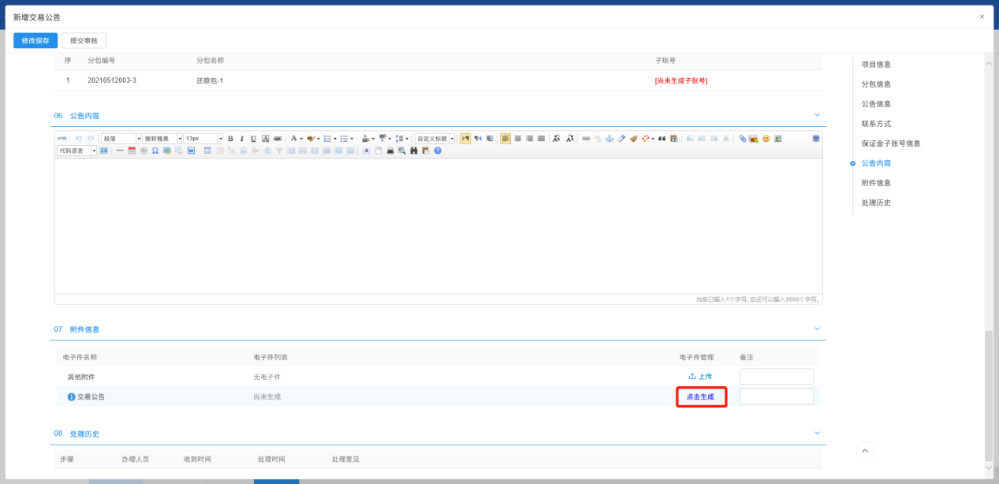 新增交易公告
×
修改保存 提交审核
序 分包编号 分包名称 子账号
1 20210512003-3 还原包-1 [尚未生成子账号]
06 公告内容
HTML 段落 微软雅黑 13px B I U A ABC A 自定义标题
代码语言
当前已输入1个字符, 您还可以输入9999个字符。
07 附件信息
电子件名称 电子件列表 电子件管理 备注
其他附件 无电子件 上传
交易公告 尚未生成 点击生成
08 处理历史
步骤 办理人员 收到时间 处理时间 处理意见
项目信息
分包信息
公告信息
联系方式
保证金子账号信息
公告内容
附件信息
处理历史